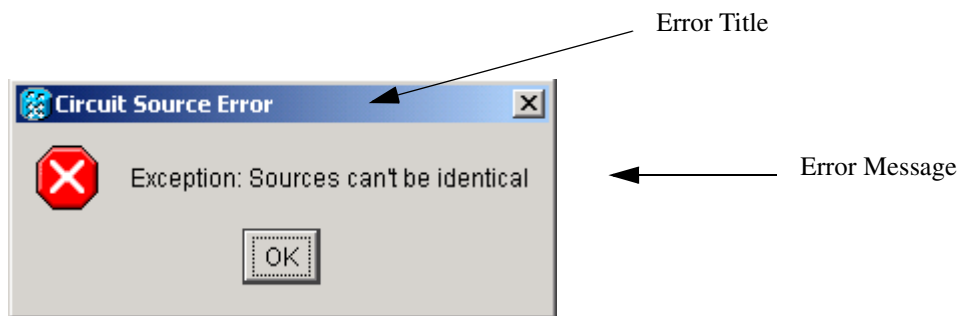 Error Title
Circuit Source Error
Exception: Sources can't be identical
Error Message
OK